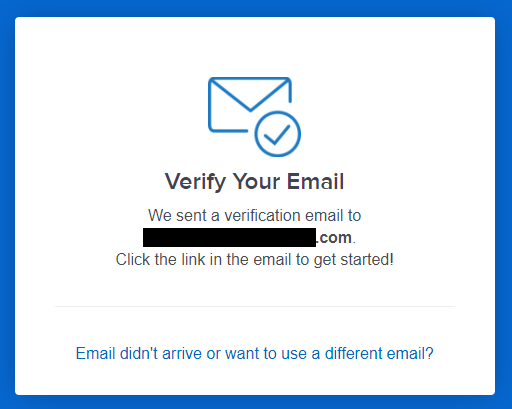 Verify Your Email
We sent a verification email to
.com.
Click the link in the email to get started!
Email didn't arrive or want to use a different email?